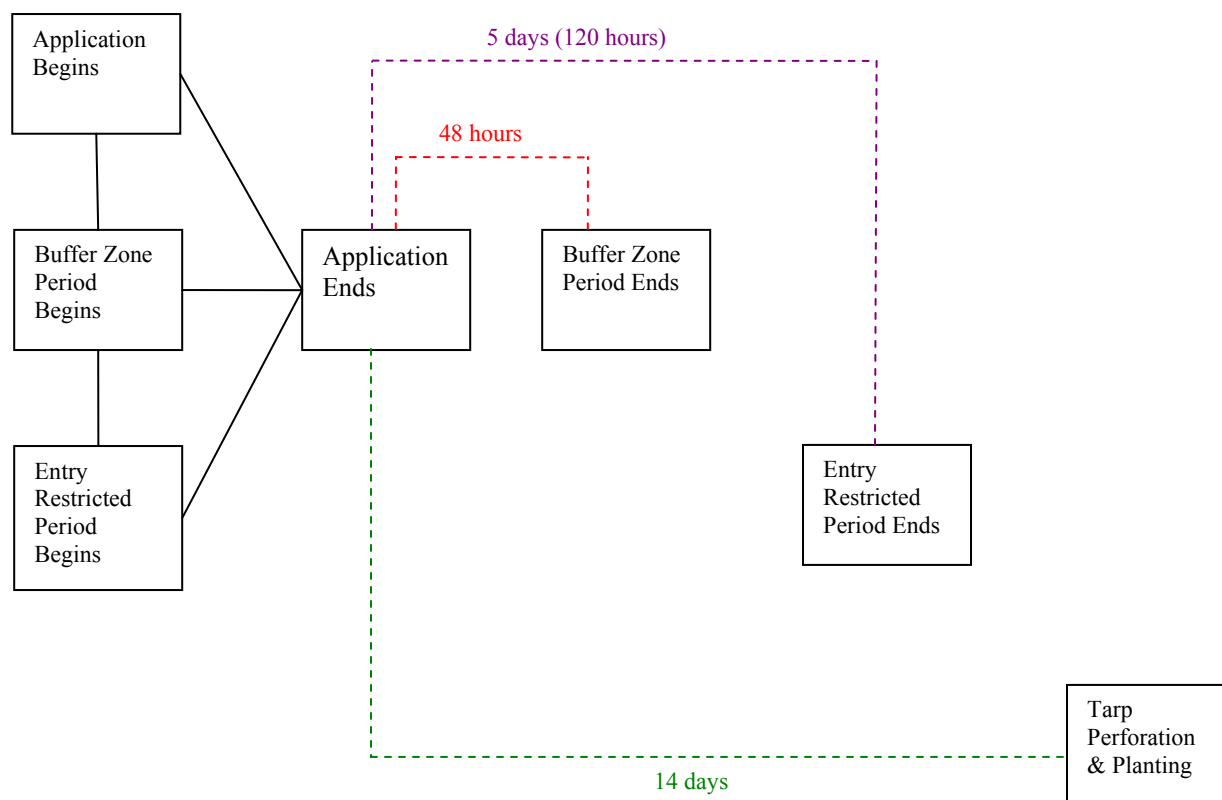 Application
Begins
5 days (120 hours)
48 hours
Buffer Zone
Period
Begins
Application
Ends
Buffer Zone
Period Ends
Entry
Restricted
Period
Begins
Entry
Restricted
Period Ends
Tarp
Perforation
& Planting
14 days